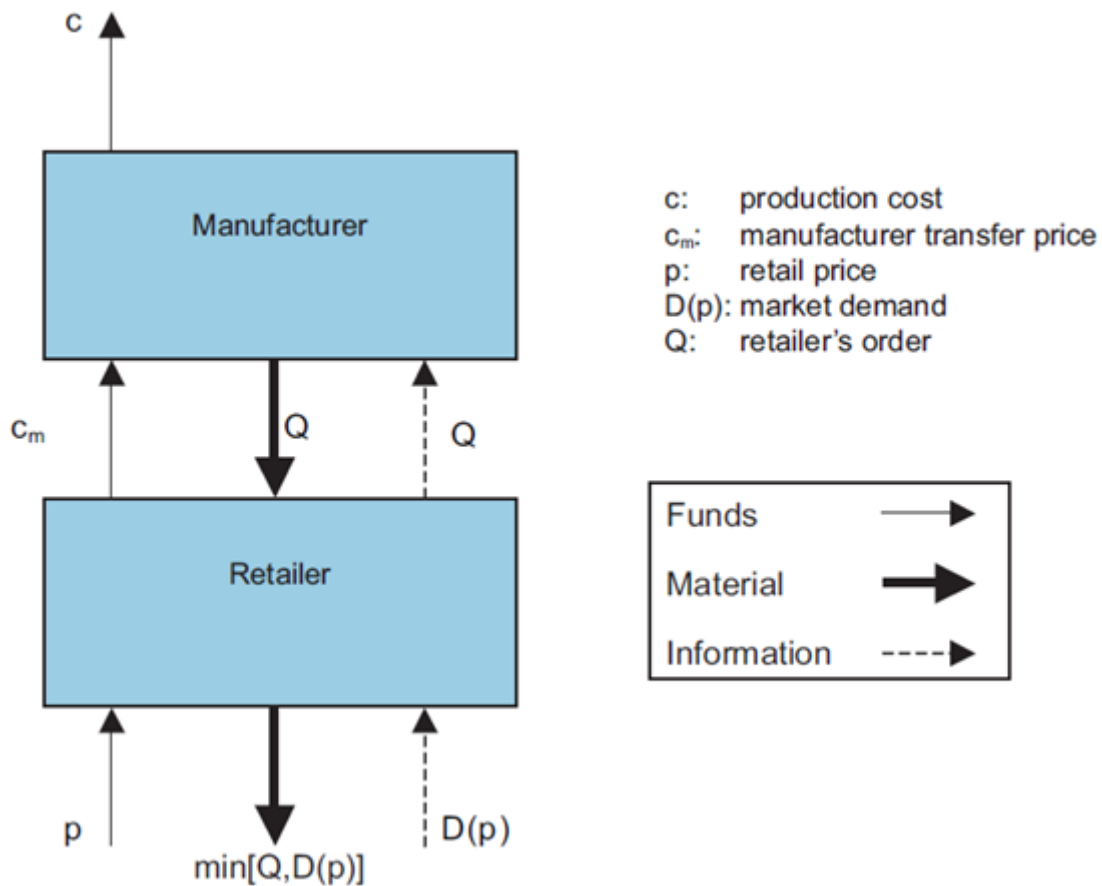 c
Manufacturer
c: production cost
cₘ: manufacturer transfer price
p: retail price
D(p): market demand
Q: retailer's order
cₘ
Q
Q
Retailer
Funds
Material
Information
p
D(p)
min[Q,D(p)]